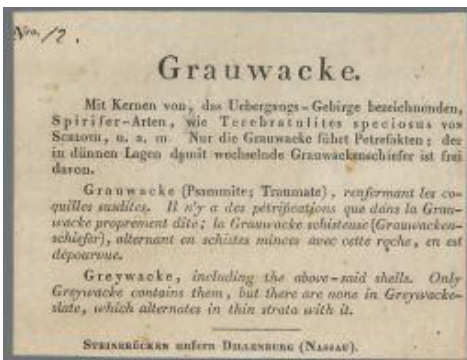 Nro. 12.
Grauwacke.
Mit Kernen von, das Uebergangs-Gebirge bezeichnenden,
Spirifer-Arten, wie Terebratulites speciosus von
Schloth. u. a. m. Nur die Grauwacke führt Petrefakten; der
in dünnen Lagen damit wechselnde Grauwackenschiefer ist frei
davon.
Grauwacke (Psammite; Traumate), renfermant les co-
quilles susdites. Il n'y a des pétrifications que dans la Grau-
wacke proprement dite; la Grauwacke schisteuse (Grauwacken-
schiefer), alternant en schistes minces avec cette roche, en est
dépourvue.
Greywacke, including the above-said shells. Only
Greywacke contains them, but there are none in Greywacke-
slate, which alternates in thin strata with it.
Steinbrücken unfern Dillenburg (Nassau).